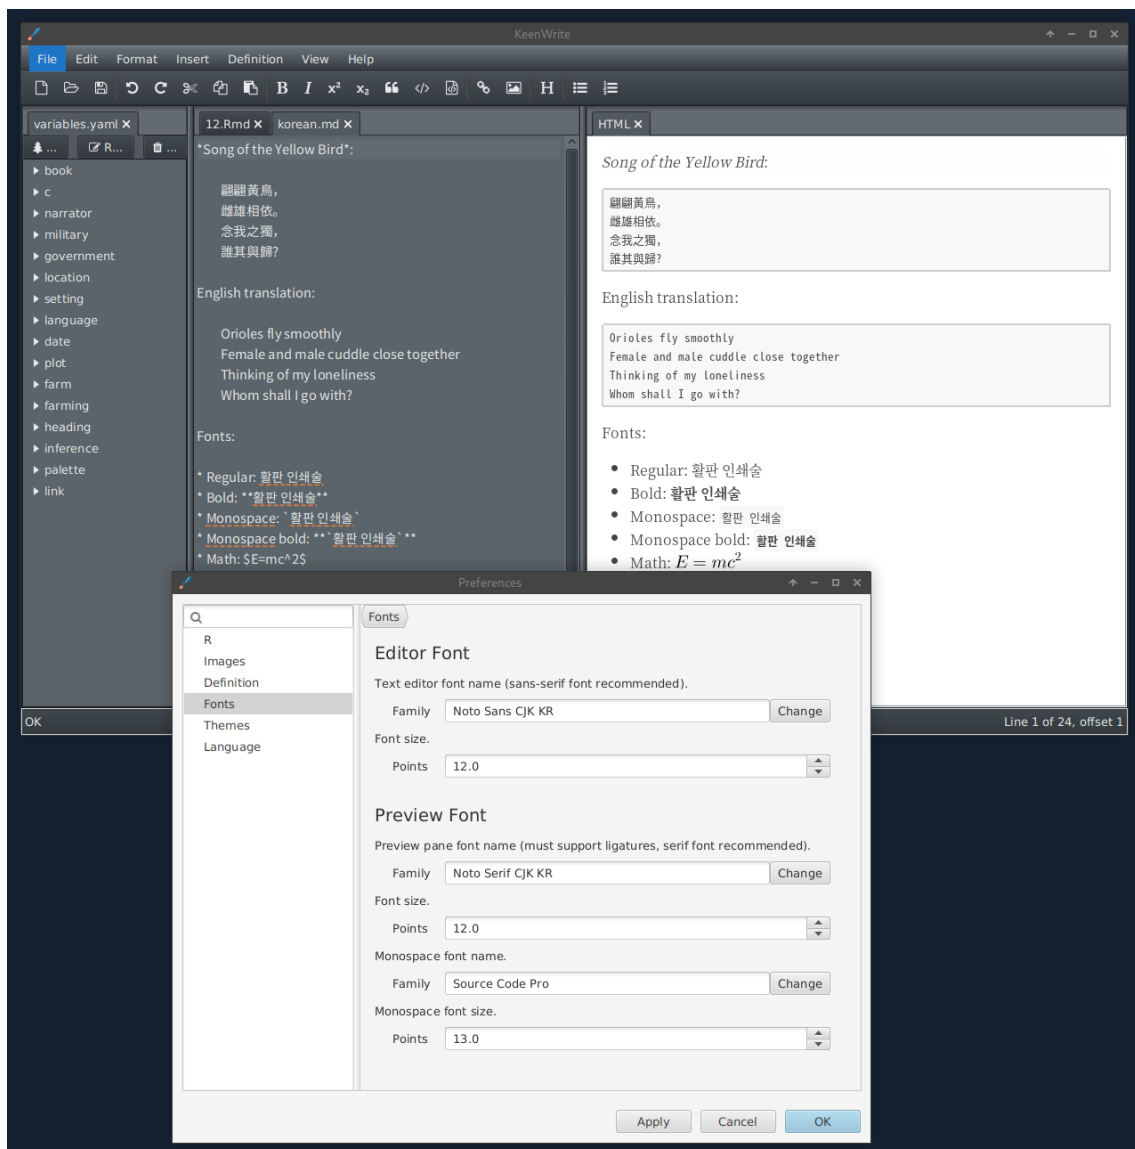 KeenWrite
File Edit Format Insert Definition View Help
B I x² x₂ H
variables.yaml
... R... ...
book
c
narrator
military
government
location
setting
language
date
plot
farm
farming
heading
inference
palette
link
12.Rmd korean.md
*Song of the Yellow Bird*:
翩翩黃鳥，
雌雄相依。
念我之獨，
誰其與歸？
English translation:
Orioles fly smoothly
Female and male cuddle close together
Thinking of my loneliness
Whom shall I go with?
Fonts:
* Regular: 활판 인쇄술
* Bold: **활판 인쇄술**
* Monospace: `활판 인쇄술`
* Monospace bold: **`활판 인쇄술`**
* Math: $E=mc^2$
HTML
Song of the Yellow Bird:
翩翩黃鳥，
雌雄相依。
念我之獨，
誰其與歸？
English translation:
Orioles fly smoothly
Female and male cuddle close together
Thinking of my loneliness
Whom shall I go with?
Fonts:
• Regular: 활판 인쇄술
• Bold: 활판 인쇄술
• Monospace: 활판 인쇄술
• Monospace bold: 활판 인쇄술
• Math: E = mc²
OK
Line 1 of 24, offset 1
Preferences
R
Images
Definition
Fonts
Themes
Language
Fonts
Editor Font
Text editor font name (sans-serif font recommended).
Family Noto Sans CJK KR Change
Font size.
Points 12.0
Preview Font
Preview pane font name (must support ligatures, serif font recommended).
Family Noto Serif CJK KR Change
Font size.
Points 12.0
Monospace font name.
Family Source Code Pro Change
Monospace font size.
Points 13.0
Apply Cancel OK